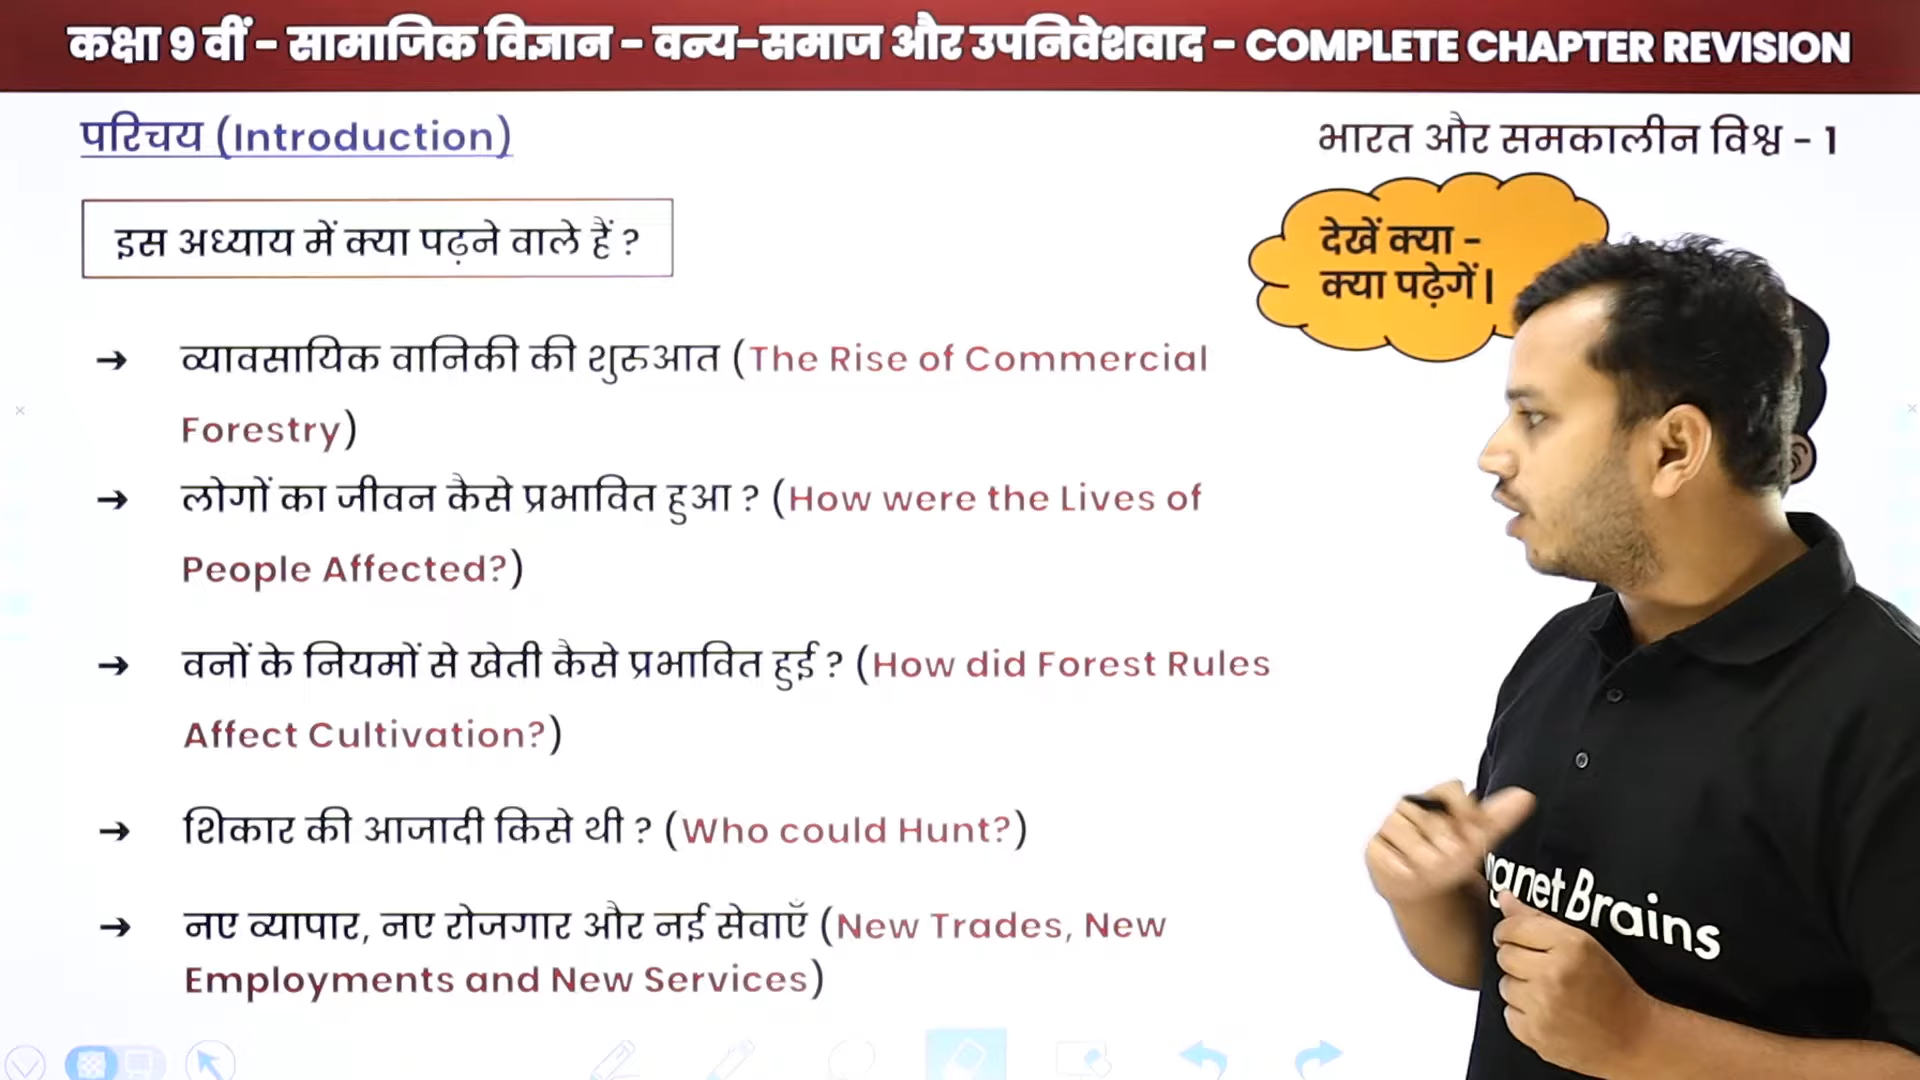 कक्षा 9 वीं - सामाजिक विज्ञान - वन्य-समाज और उपनिवेशवाद - COMPLETE CHAPTER REVISION
परिचय (Introduction)
भारत और समकालीन विश्व - 1
इस अध्याय में क्या पढ़ने वाले हैं ?
देखें क्या -
क्या पढ़ेगें |
➔ व्यावसायिक वानिकी की शुरुआत (The Rise of Commercial
Forestry)
➔ लोगों का जीवन कैसे प्रभावित हुआ ? (How were the Lives of
People Affected?)
➔ वनों के नियमों से खेती कैसे प्रभावित हुई ? (How did Forest Rules
Affect Cultivation?)
➔ शिकार की आजादी किसे थी ? (Who could Hunt?)
➔ नए व्यापार, नए रोजगार और नई सेवाएँ (New Trades, New
Employments and New Services)
Brains